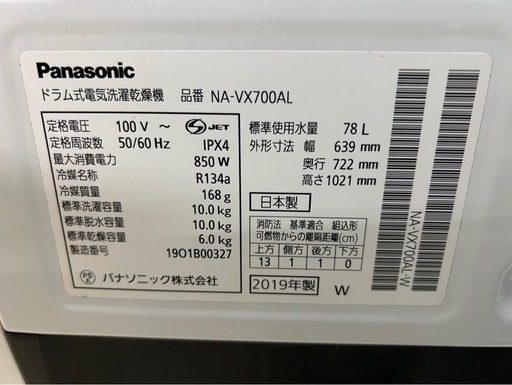 Panasonic
ドラム式電気洗濯乾燥機 品番 NA-VX700AL
定格電圧 100 V ～
定格周波数 50/60 Hz
S JET
IPX4
最大消費電力 850 W
冷媒名称 R134a
冷媒質量 168 g
標準洗濯容量 10.0 kg
標準脱水容量 10.0 kg
標準乾燥容量 6.0 kg
製造番号 19O1B00327
PS
E
パナソニック株式会社
標準使用水量 78 L
外形寸法 幅 639 mm
奥行 722 mm
高さ 1021 mm
日本製
消防法 基準適合 組込形
可燃物からの離隔距離(cm)
上方 側方 後方 下方
13 1 1 0
2019年製 W
NA-VX700AL-W